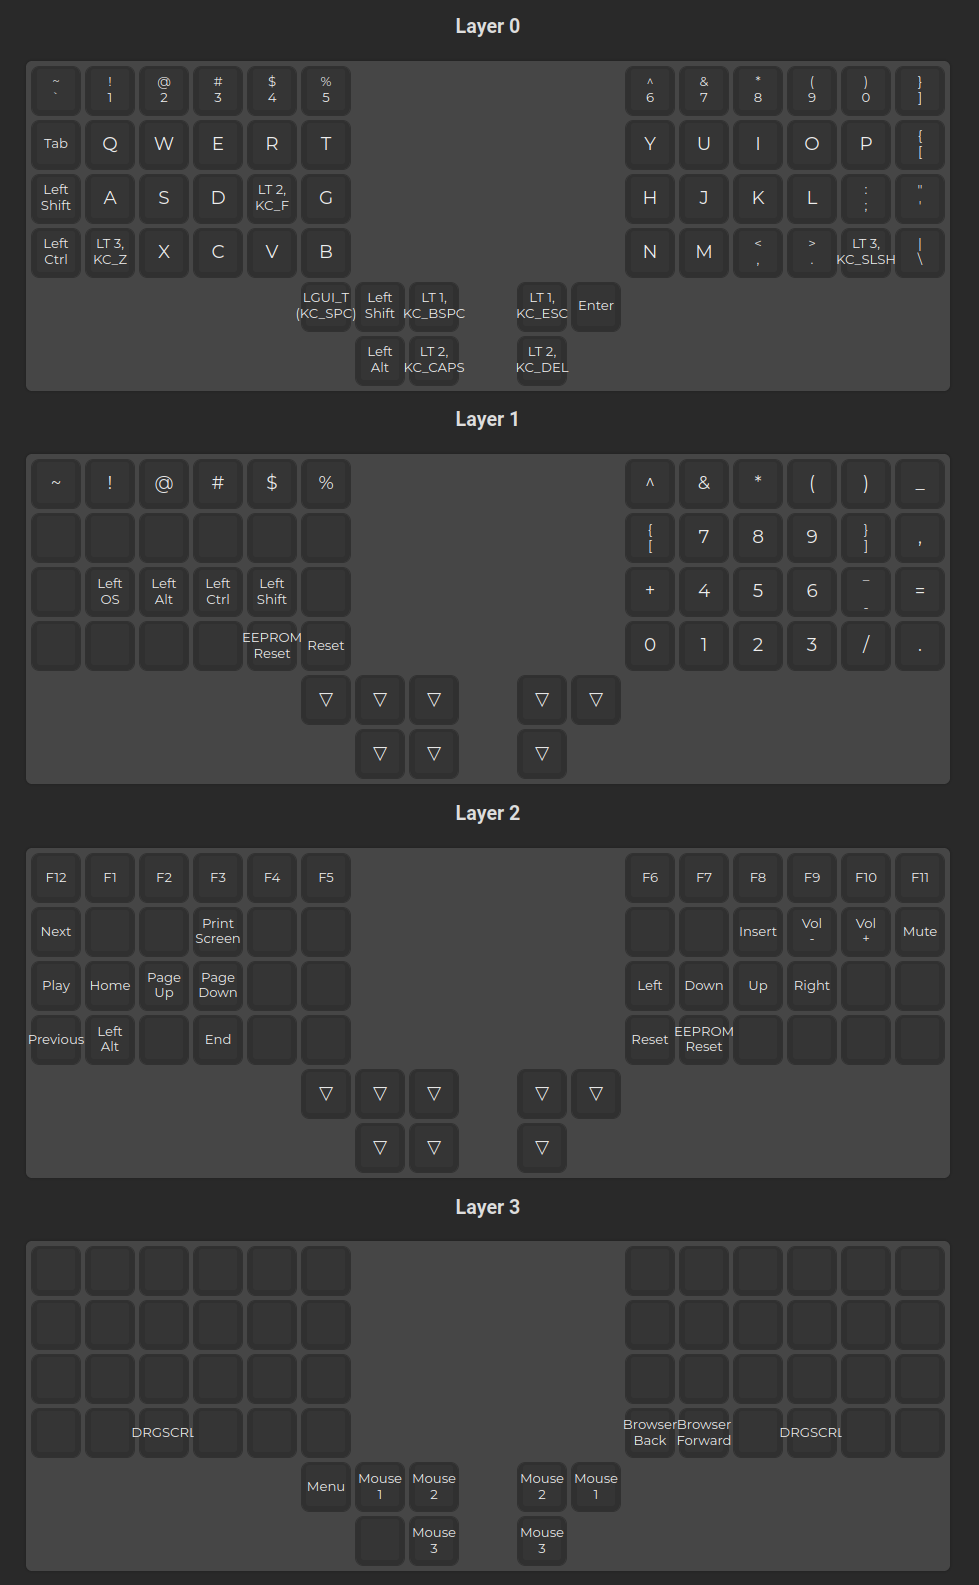 Layer 0
~ ! @ # $ % ^ & * ( ) }
` 1 2 3 4 5 6 7 8 9 0 ]
Tab Q W E R T Y U I O P {
[
Left A S D LT 2, G H J K L : "
Shift KC_F ; '
Left LT 3, X C V B N M < > LT 3, |
Ctrl KC_Z , . KC_SLSH \
LGUI_T Left LT 1, LT 1, Enter
(KC_SPC) Shift KC_BSPC KC_ESC
Left LT 2, LT 2,
Alt KC_CAPS KC_DEL
Layer 1
~ ! @ # $ % ^ & * ( ) _
{ 7 8 9 } ,
[ ]
Left Left Left Left + 4 5 6 _ =
OS Alt Ctrl Shift -
EEPROM Reset 0 1 2 3 / .
Reset
▽ ▽ ▽ ▽ ▽
▽ ▽ ▽
Layer 2
F12 F1 F2 F3 F4 F5 F6 F7 F8 F9 F10 F11
Next Print Insert Vol Vol Mute
Screen - +
Play Home Page Page Left Down Up Right
Up Down
Previous Left End Reset EEPROM
Alt Reset
▽ ▽ ▽ ▽ ▽
▽ ▽ ▽
Layer 3
DRGSCRL Browser Browser DRGSCRL
Back Forward
Menu Mouse Mouse Mouse Mouse
1 2 2 1
Mouse Mouse
3 3